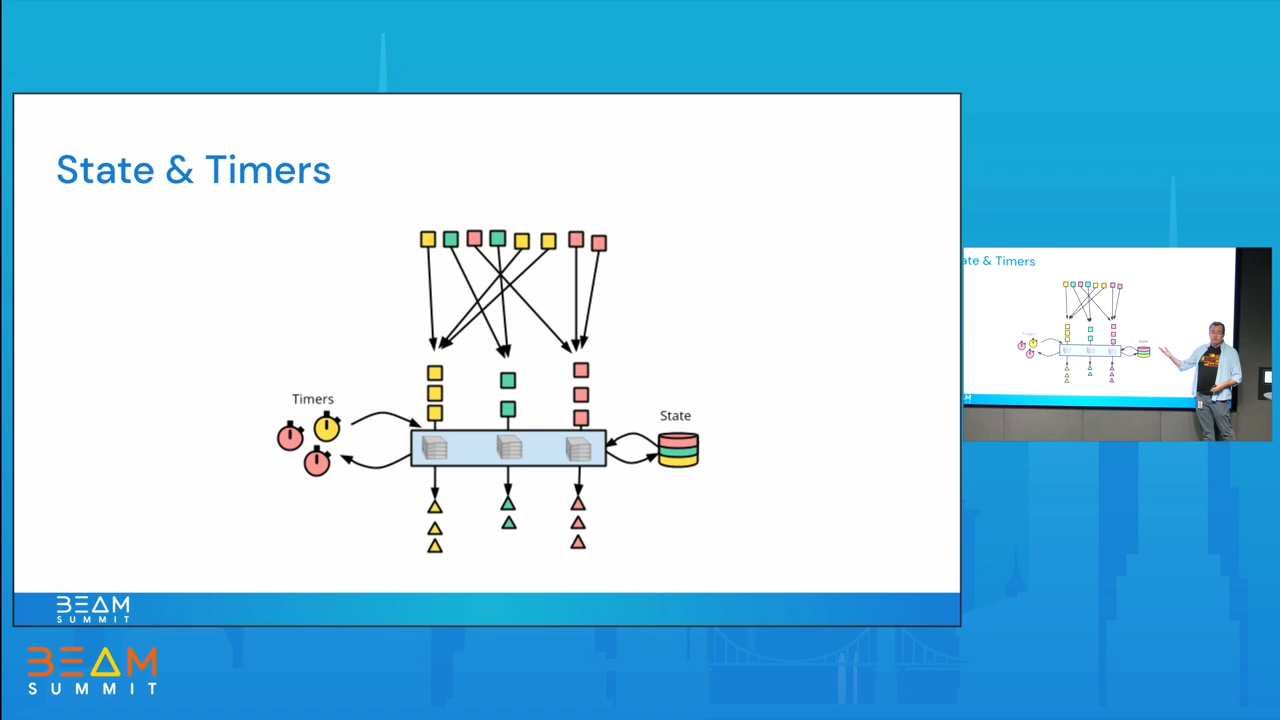 State & Timers
Timers
State
BEAM
SUMMIT
BEAM
SUMMIT
ate & Timers